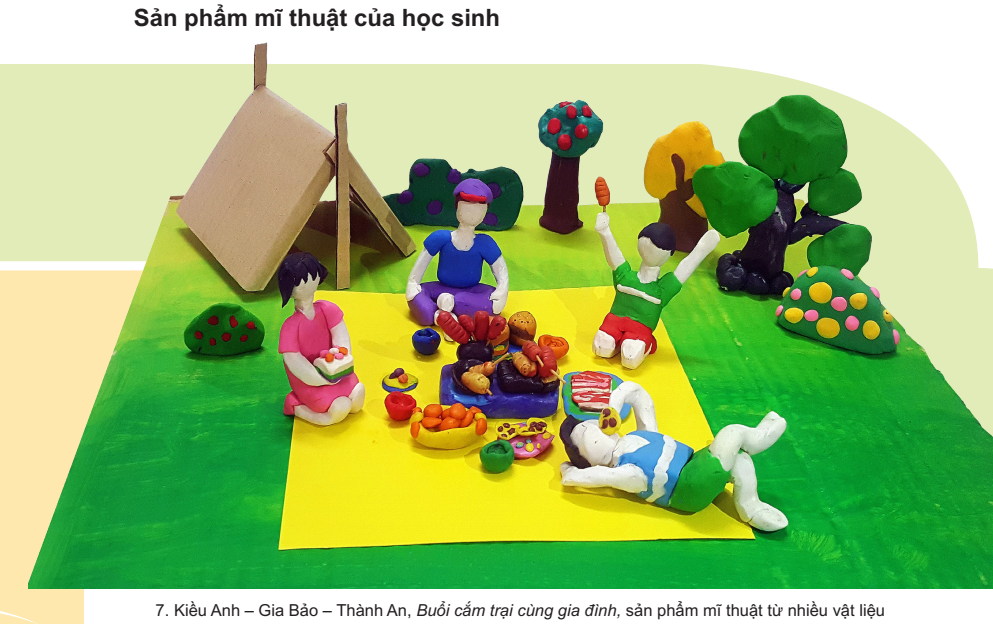 Sản phẩm mĩ thuật của học sinh
7. Kiều Anh – Gia Bảo – Thành An, Buổi cắm trại cùng gia đình, sản phẩm mĩ thuật từ nhiều vật liệu